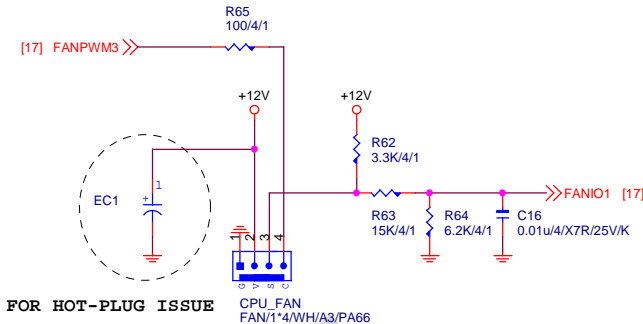 R65
100/4/1
[17] FANPWM3
+12V
+12V
R62
3.3K/4/1
1
+
EC1
FANIO1 [17]
R63
15K/4/1
R64
6.2K/4/1
C16
0.01u/4/X7R/25V/K
1 2 3 4
G V S C
CPU_FAN
FAN/1*4/WH/A3/PA66
FOR HOT-PLUG ISSUE